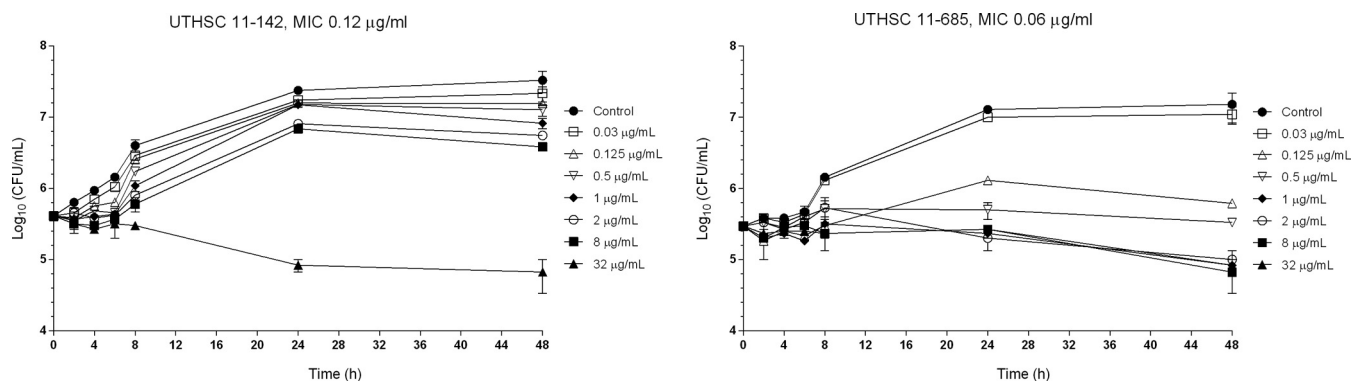 UTHSC 11-142, MIC 0.12 μg/ml
8
7
6
5
4
Log10 (CFU/mL)
0 4 8 12 16 20 24 28 32 36 40 44 48
Time (h)
Control
0.03 μg/mL
0.125 μg/mL
0.5 μg/mL
1 μg/mL
2 μg/mL
8 μg/mL
32 μg/mL
UTHSC 11-685, MIC 0.06 μg/ml
8
7
6
5
4
Log10 (CFU/mL)
0 4 8 12 16 20 24 28 32 36 40 44 48
Time (h)
Control
0.03 μg/mL
0.125 μg/mL
0.5 μg/mL
1 μg/mL
2 μg/mL
8 μg/mL
32 μg/mL